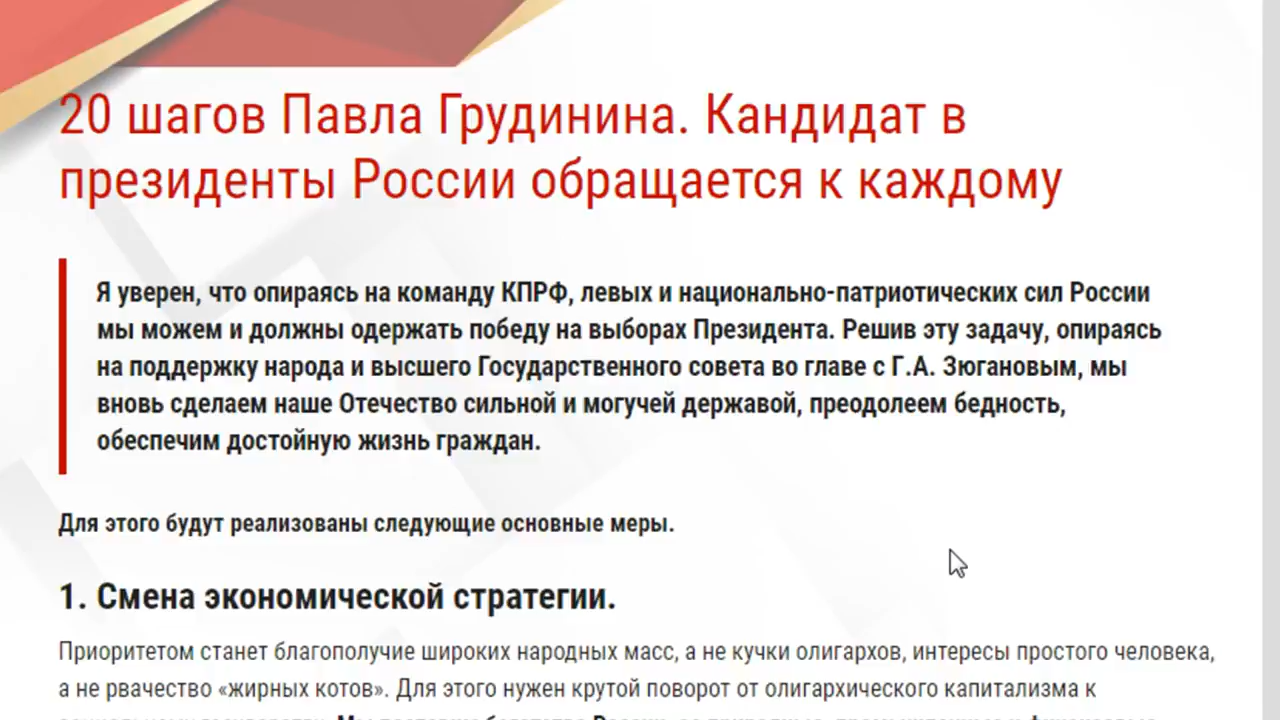 20 шагов Павла Грудинина. Кандидат в
президенты России обращается к каждому
Я уверен, что опираясь на команду КПРФ, левых и национально-патриотических сил России
мы можем и должны одержать победу на выборах Президента. Решив эту задачу, опираясь
на поддержку народа и высшего Государственного совета во главе с Г.А. Зюгановым, мы
вновь сделаем наше Отечество сильной и могучей державой, преодолеем бедность,
обеспечим достойную жизнь граждан.
Для этого будут реализованы следующие основные меры.
1. Смена экономической стратегии.
Приоритетом станет благополучие широких народных масс, а не кучки олигархов, интересы простого человека,
а не рвачество «жирных котов». Для этого нужен крутой поворот от олигархического капитализма к